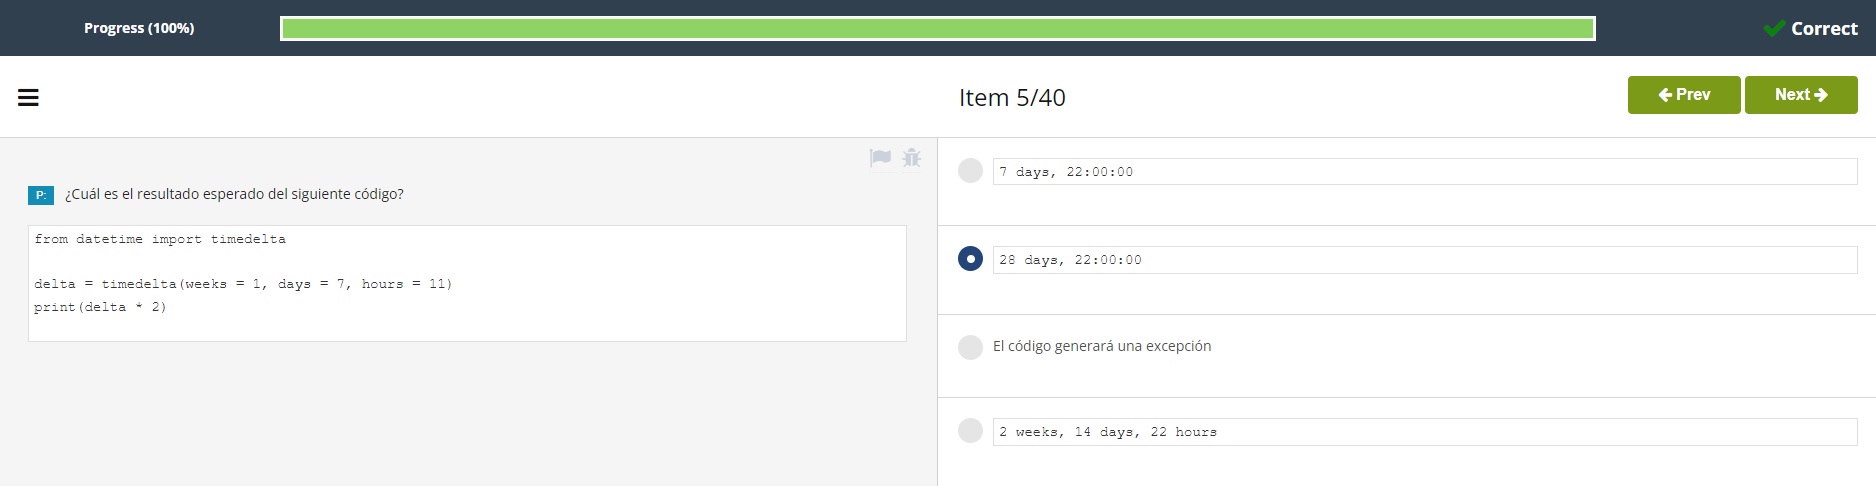 Progress (100%)
Correct
Item 5/40
Prev
Next
P: ¿Cuál es el resultado esperado del siguiente código?
from datetime import timedelta
delta = timedelta(weeks = 1, days = 7, hours = 11)
print(delta * 2)
7 days, 22:00:00
28 days, 22:00:00
El código generará una excepción
2 weeks, 14 days, 22 hours